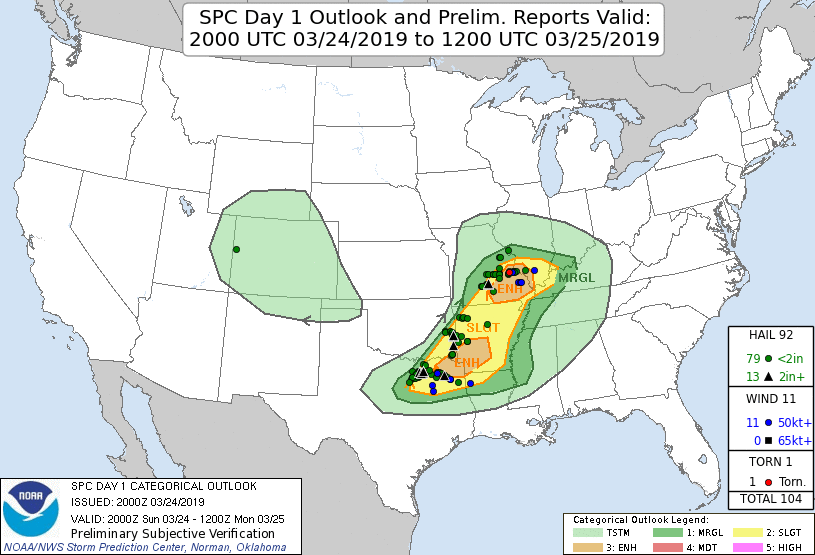 SPC Day 1 Outlook and Prelim. Reports Valid:
2000 UTC 03/24/2019 to 1200 UTC 03/25/2019
MRGL
ENH
SLGT
ENH
HAIL 92
79 <2in
13 2in+
WIND 11
11 50kt+
0 65kt+
TORN 1
1 Torn.
TOTAL 104
NOAA
SPC DAY 1 CATEGORICAL OUTLOOK
ISSUED: 2000Z 03/24/2019
VALID: 2000Z Sun 03/24 - 1200Z Mon 03/25
Preliminary Subjective Verification
NOAA/NWS Storm Prediction Center, Norman, Oklahoma
Categorical Outlook Legend:
TSTM 1: MRGL 2: SLGT
3: ENH 4: MDT 5: HIGH